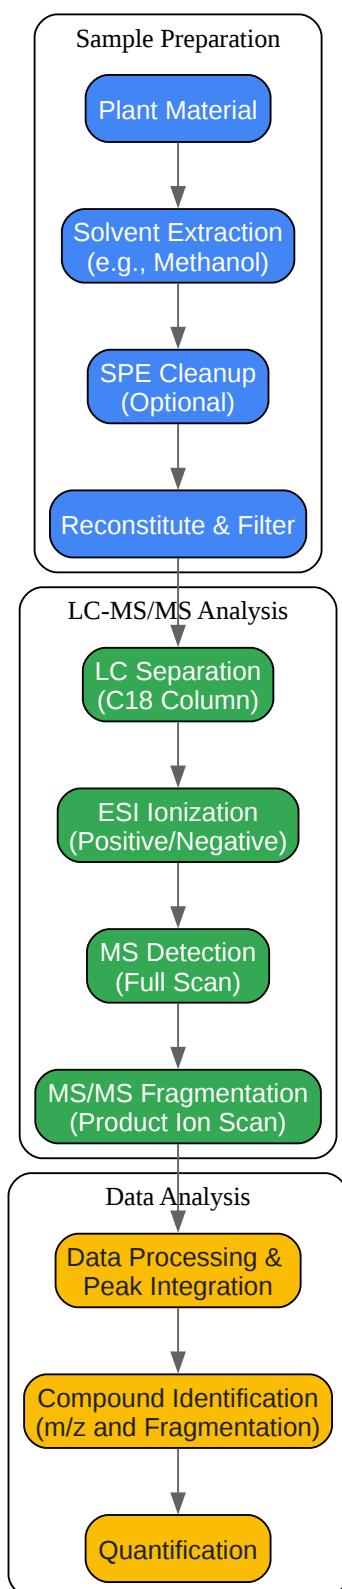 Sample Preparation
Plant Material
Solvent Extraction
(e.g., Methanol)
SPE Cleanup
(Optional)
Reconstitute & Filter
LC-MS/MS Analysis
LC Separation
(C18 Column)
ESI Ionization
(Positive/Negative)
MS Detection
(Full Scan)
MS/MS Fragmentation
(Product Ion Scan)
Data Analysis
Data Processing &
Peak Integration
Compound Identification
(m/z and Fragmentation)
Quantification